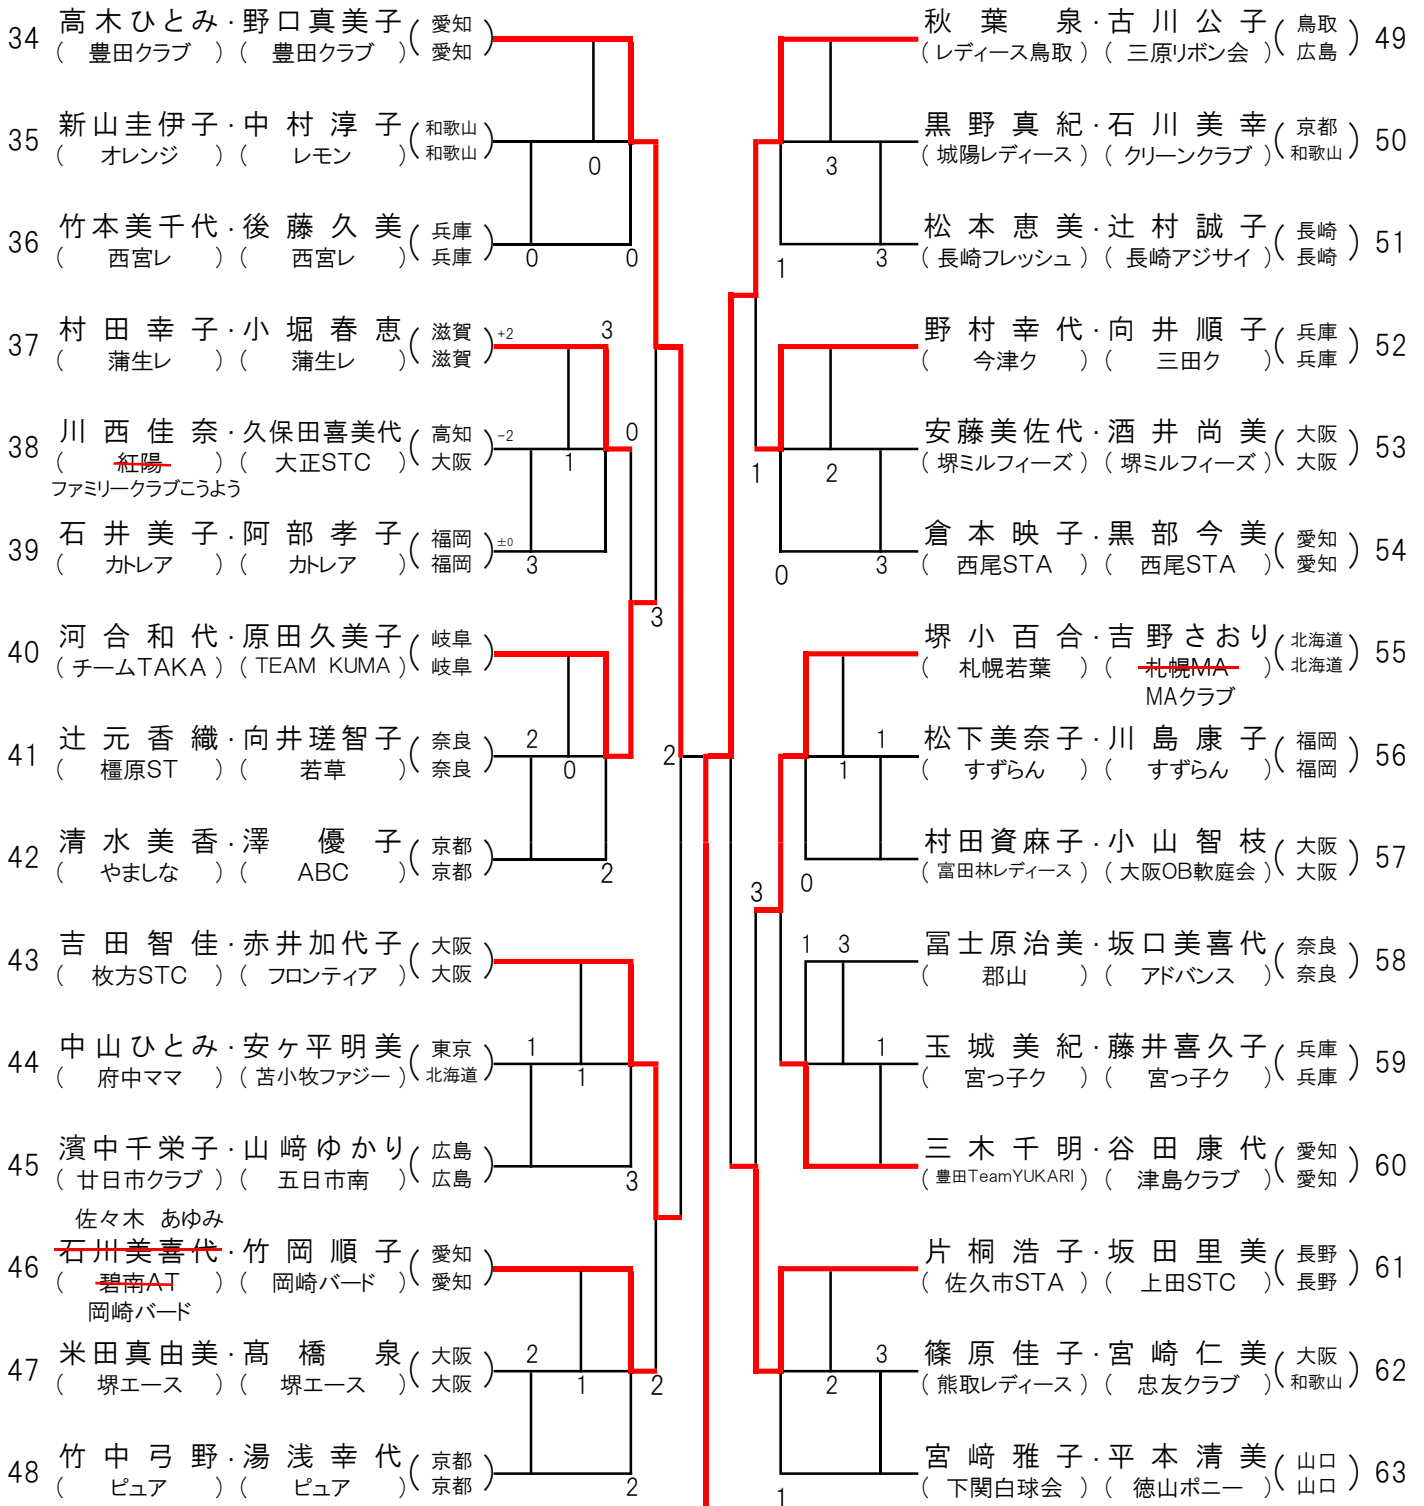 34 高木ひとみ・野口真美子 (愛知 愛知)
(豊田クラブ) (豊田クラブ)
35 新山圭伊子・中村淳子 (和歌山 和歌山)
(オレンジ) (レモン)
0
36 竹本美千代・後藤久美 (兵庫 兵庫)
(西宮レ) (西宮レ)
0 0
37 村田幸子・小堀春恵 (滋賀 滋賀) +2 3
(蒲生レ) (蒲生レ)
38 川西佳奈・久保田喜美代 (高知 大阪) -2 0
(紅陽) (大正STC)
1
ファミリークラブこうよう
39 石井美子・阿部孝子 (福岡 福岡) ±0
(カトレア) (カトレア)
3
3
40 河合和代・原田久美子 (岐阜 岐阜)
(チームTAKA) (TEAM KUMA)
41 辻元香織・向井瑳智子 (奈良 奈良) 2
(橿原ST) (若草)
0
2
42 清水美香・澤優子 (京都 京都)
(やましな) (ABC)
2
43 吉田智佳・赤井加代子 (大阪 大阪)
(枚方STC) (フロンティア)
44 中山ひとみ・安ヶ平明美 (東京 北海道) 1
(府中ママ) (苫小牧ファジー)
1
45 濱中千栄子・山﨑ゆかり (広島 広島)
(廿日市クラブ) (五日市南)
3
佐々木 あゆみ
46 石川美喜代・竹岡順子 (愛知 愛知)
(碧南AT) (岡崎バード)
岡崎バード
47 米田真由美・髙橋泉 (大阪 大阪) 2
(堺エース) (堺エース)
1 2
48 竹中弓野・湯浅幸代 (京都 京都)
(ピュア) (ピュア)
2
秋葉泉・古川公子 (鳥取 広島) 49
(レディース鳥取) (三原リボン会)
黒野真紀・石川美幸 (京都 和歌山) 50
(城陽レディース) (クリーンクラブ)
3
松本恵美・辻村誠子 (長崎 長崎) 51
(長崎フレッシュ) (長崎アジサイ)
1 3
野村幸代・向井順子 (兵庫 兵庫) 52
(今津ク) (三田ク)
安藤美佐代・酒井尚美 (大阪 大阪) 53
(堺ミルフィーズ) (堺ミルフィーズ)
1 2
倉本映子・黒部今美 (愛知 愛知) 54
(西尾STA) (西尾STA)
0 3
堺小百合・吉野さおり (北海道 北海道) 55
(札幌若葉) (札幌MA)
MAクラブ
松下美奈子・川島康子 (福岡 福岡) 56
(すずらん) (すずらん)
1
1
村田資麻子・小山智枝 (大阪 大阪) 57
(富田林レディース) (大阪OB軟庭会)
0
3
1 3
冨士原治美・坂口美喜代 (奈良 奈良) 58
(郡山) (アドバンス)
玉城美紀・藤井喜久子 (兵庫 兵庫) 59
(宮っ子ク) (宮っ子ク)
1
三木千明・谷田康代 (愛知 愛知) 60
(豊田TeamYUKARI) (津島クラブ)
片桐浩子・坂田里美 (長野 長野) 61
(佐久市STA) (上田STC)
篠原佳子・宮崎仁美 (大阪 和歌山) 62
(熊取レディース) (忠友クラブ)
3
2
宮﨑雅子・平本清美 (山口 山口) 63
(下関白球会) (徳山ポニー)
1